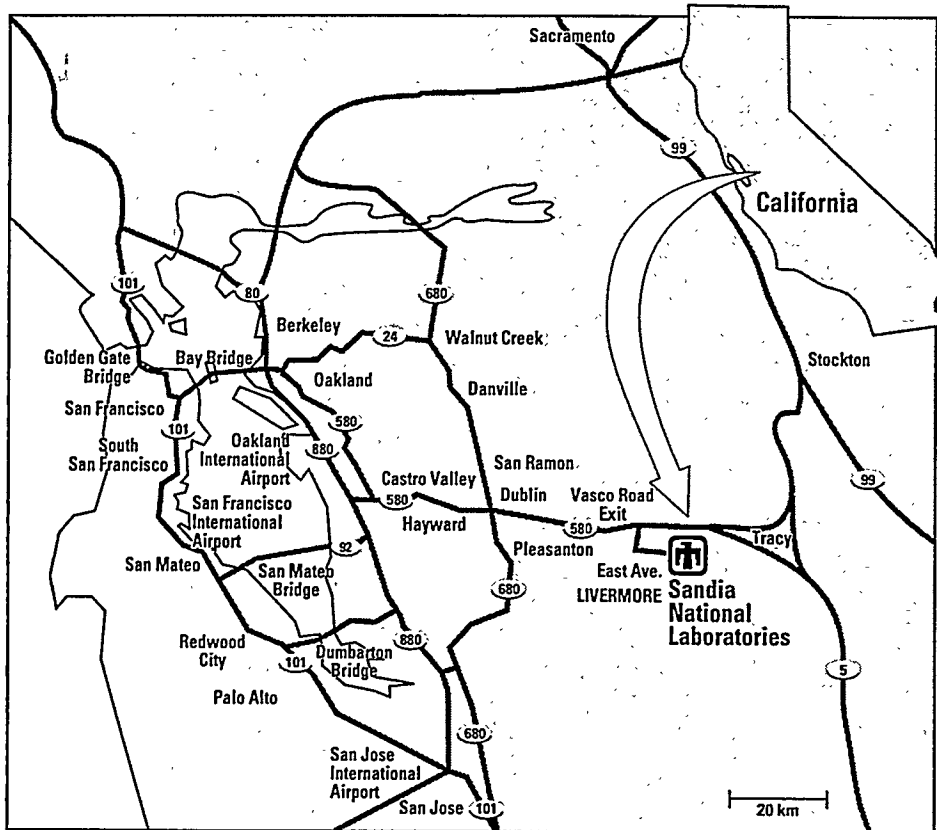 Sacramento
99
California
101
80
680
Berkeley
24
Walnut Creek
Golden Gate
Bridge
Bay Bridge
Stockton
Oakland
Danville
San Francisco
101
580
South
San Francisco
Oakland
International
Airport
880
San Ramon
Castro Valley
Dublin
Vasco Road
Exit
99
580
San Francisco
International
Airport
Hayward
580
Tracy
92
Pleasanton
San Mateo
San Mateo
Bridge
East Ave.
LIVERMORE
Sandia
National
Laboratories
680
Redwood
City
880
Dumbarton
Bridge
101
5
Palo Alto
680
San Jose
International
Airport
San Jose
101
20 km